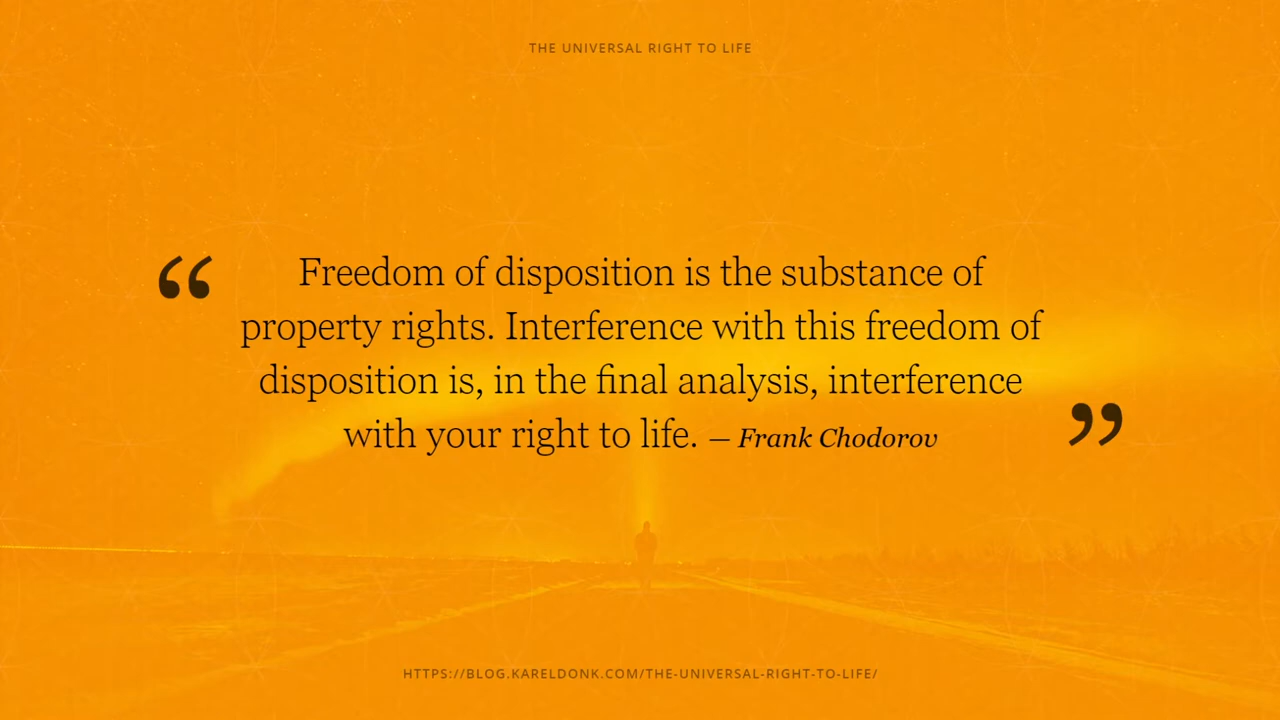 THE UNIVERSAL RIGHT TO LIFE
“ Freedom of disposition is the substance of
property rights. Interference with this freedom of
disposition is, in the final analysis, interference
with your right to life. — Frank Chodorov ”
HTTPS://BLOG.KARELDONK.COM/THE-UNIVERSAL-RIGHT-TO-LIFE/